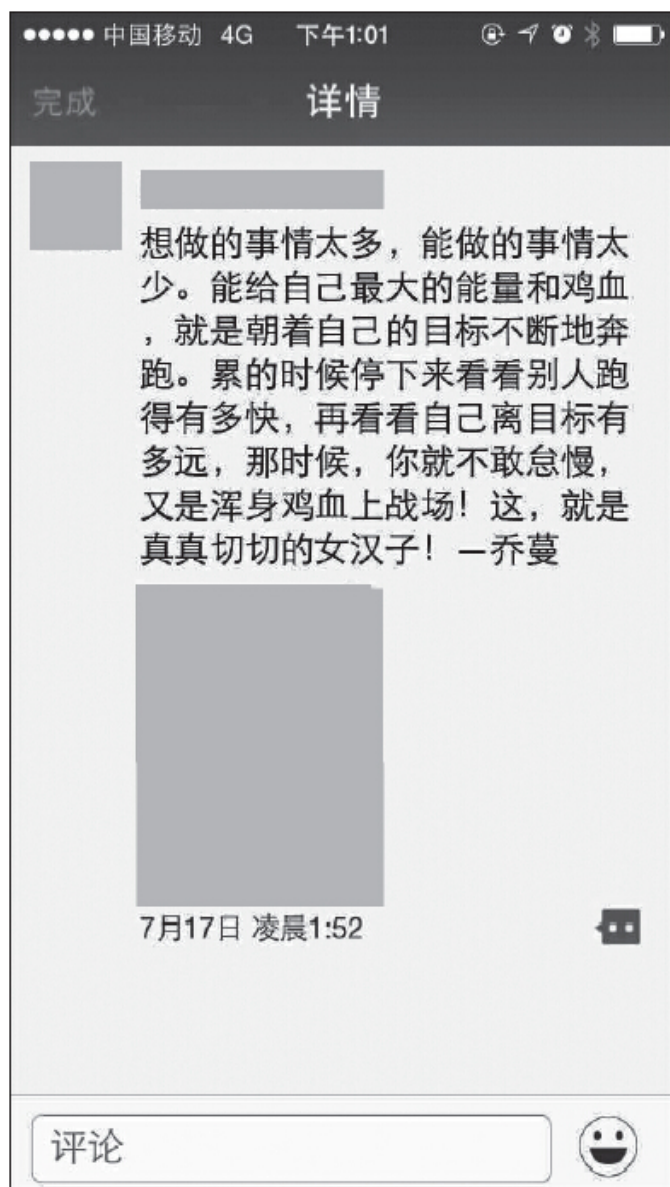 中国移动 4G 下午1:01
完成 详情
想做的事情太多，能做的事情太
少。能给自己最大的能量和鸡血
，就是朝着自己的目标不断地奔
跑。累的时候停下来看看别人跑
得有多快，再看看自己离目标有
多远，那时候，你就不敢怠慢，
又是浑身鸡血上战场！这，就是
真真切切的女汉子！—乔蔓
7月17日 凌晨1:52
评论